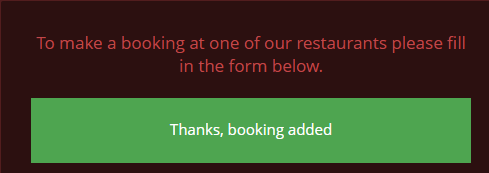 To make a booking at one of our restaurants please fill
in the form below.
Thanks, booking added